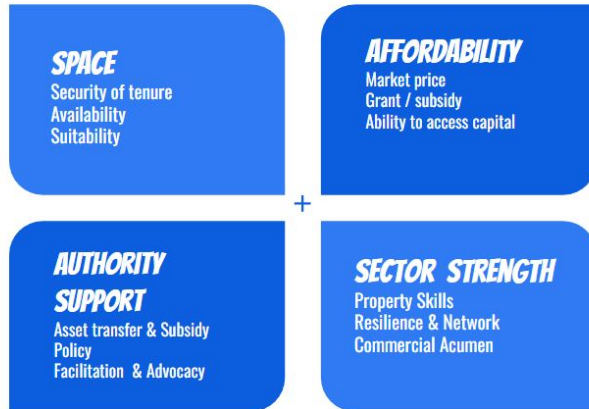 SPACE
Security of tenure
Availability
Suitability
AFFORDABILITY
Market price
Grant / subsidy
Ability to access capital
+
AUTHORITY
SUPPORT
Asset transfer & Subsidy
Policy
Facilitation & Advocacy
SECTOR STRENGTH
Property Skills
Resilience & Network
Commercial Acumen